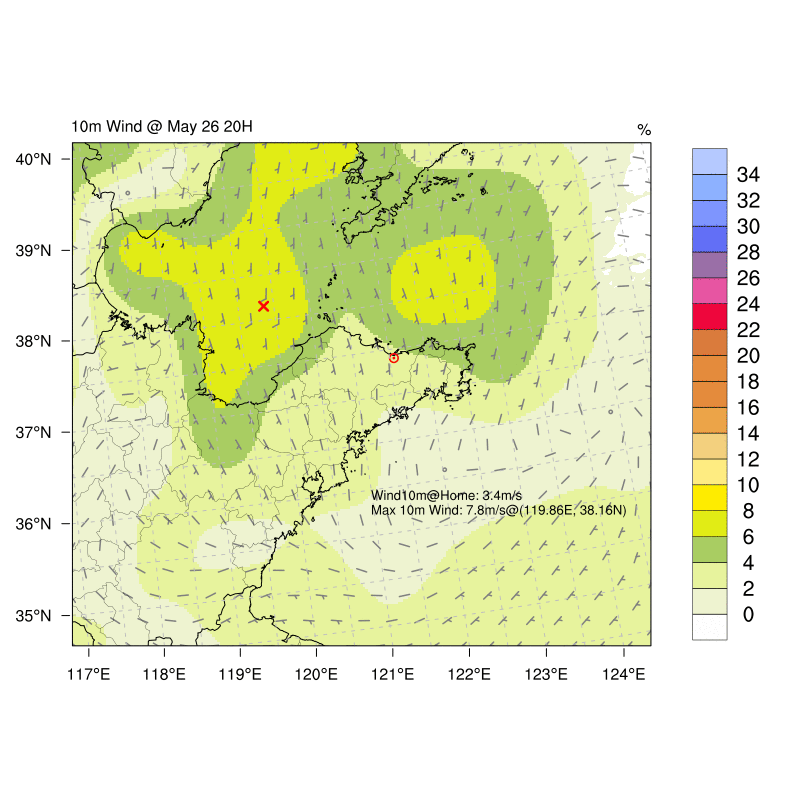 10m Wind @ May 26 20H
%
40°N
39°N
38°N
37°N
36°N
35°N
117°E 118°E 119°E 120°E 121°E 122°E 123°E 124°E
Wind10m@Home: 3.4m/s
Max 10m Wind: 7.8m/s@(119.86E, 38.16N)
34
32
30
28
26
24
22
20
18
16
14
12
10
8
6
4
2
0